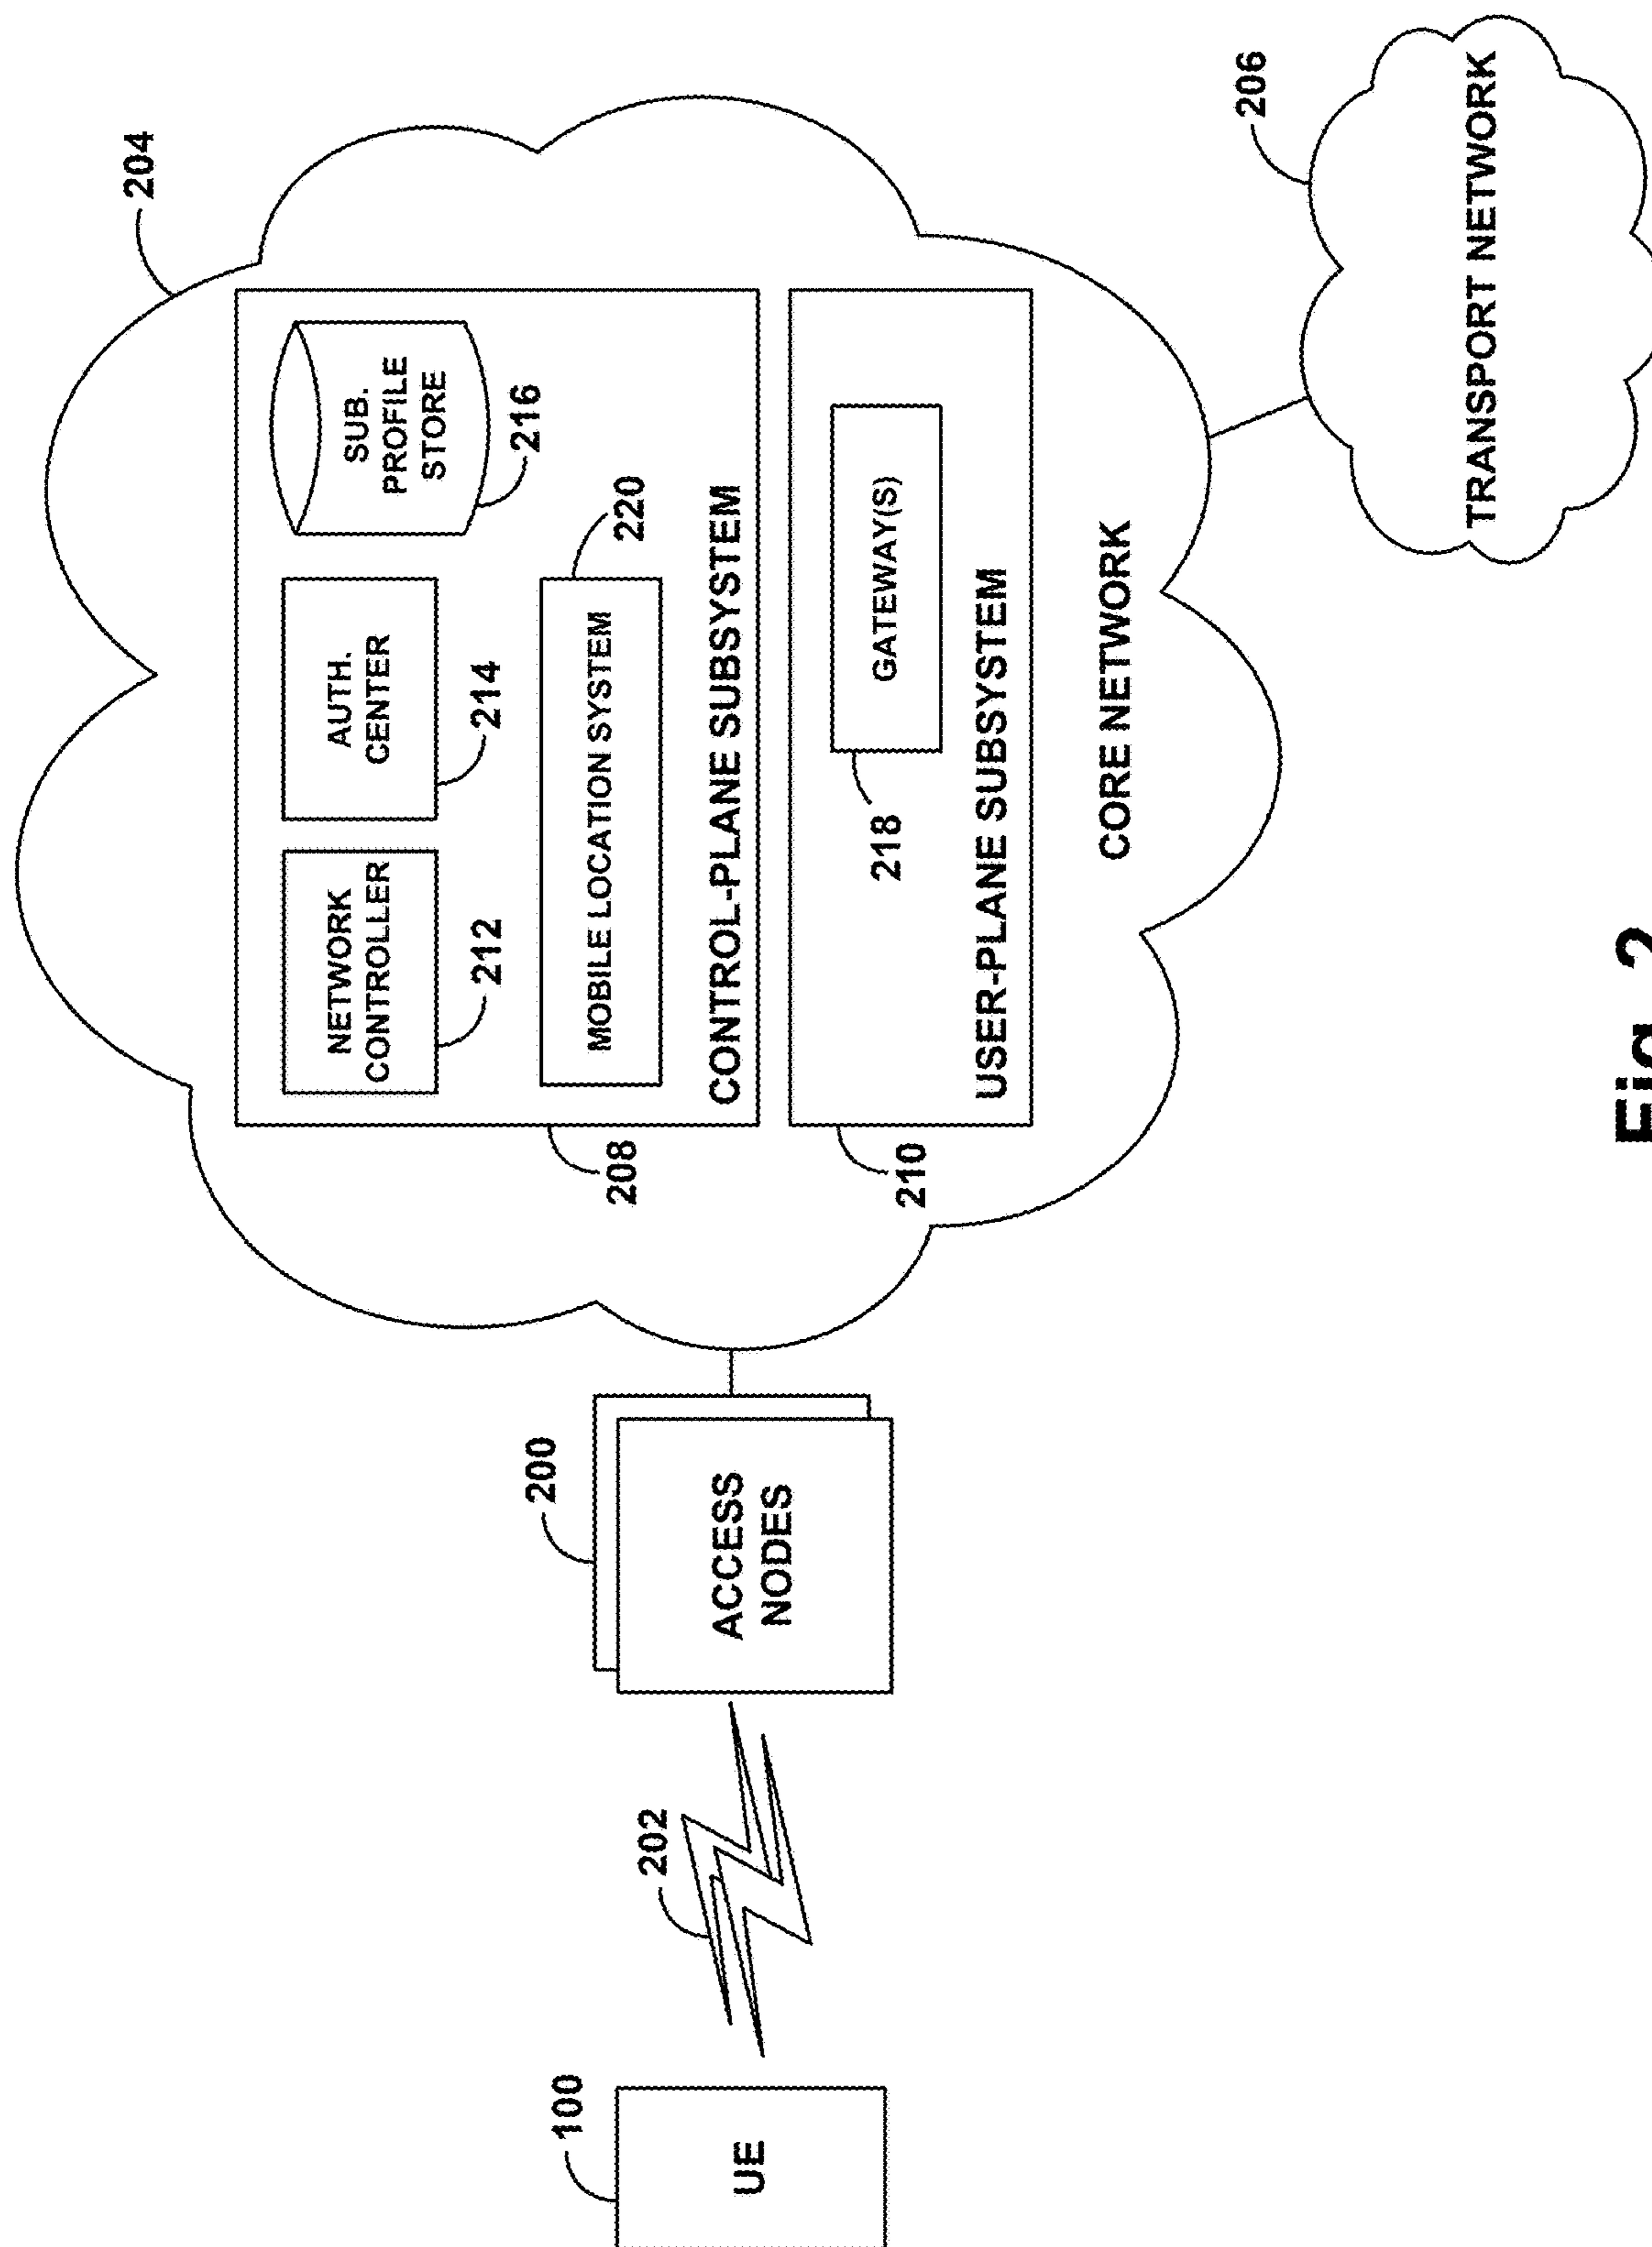 204
206
NETWORK
CONTROLLER
212
AUTH.
CENTER
214
SUB.
PROFILE
STORE
216
MOBILE LOCATION SYSTEM
220
CONTROL-PLANE SUBSYSTEM
208
GATEWAY(S)
218
USER-PLANE SUBSYSTEM
210
CORE NETWORK
TRANSPORT NETWORK
100
UE
202
200
ACCESS
NODES
Fig. 2